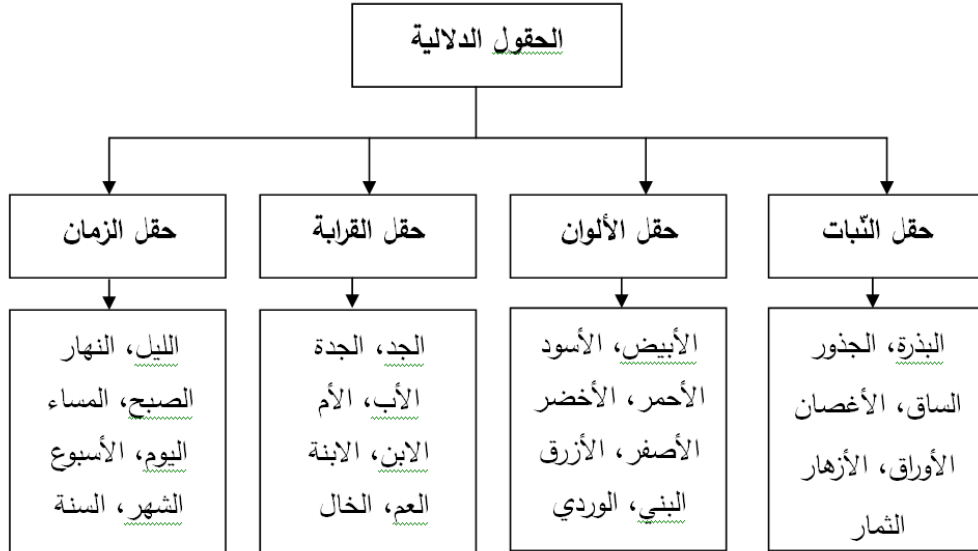 الحقول الدلالية
حقل النّبات
حقل الألوان
حقل القرابة
حقل الزمان
البذرة، الجذور
الساق، الأغصان
الأوراق، الأزهار
الثمار
الأبيض، الأسود
الأحمر، الأخضر
الأصفر، الأزرق
البني، الوردي
الجد، الجدة
الأب، الأم
الابن، الابنة
العم، الخال
الليل، النهار
الصبح، المساء
اليوم، الأسبوع
الشهر، السنة